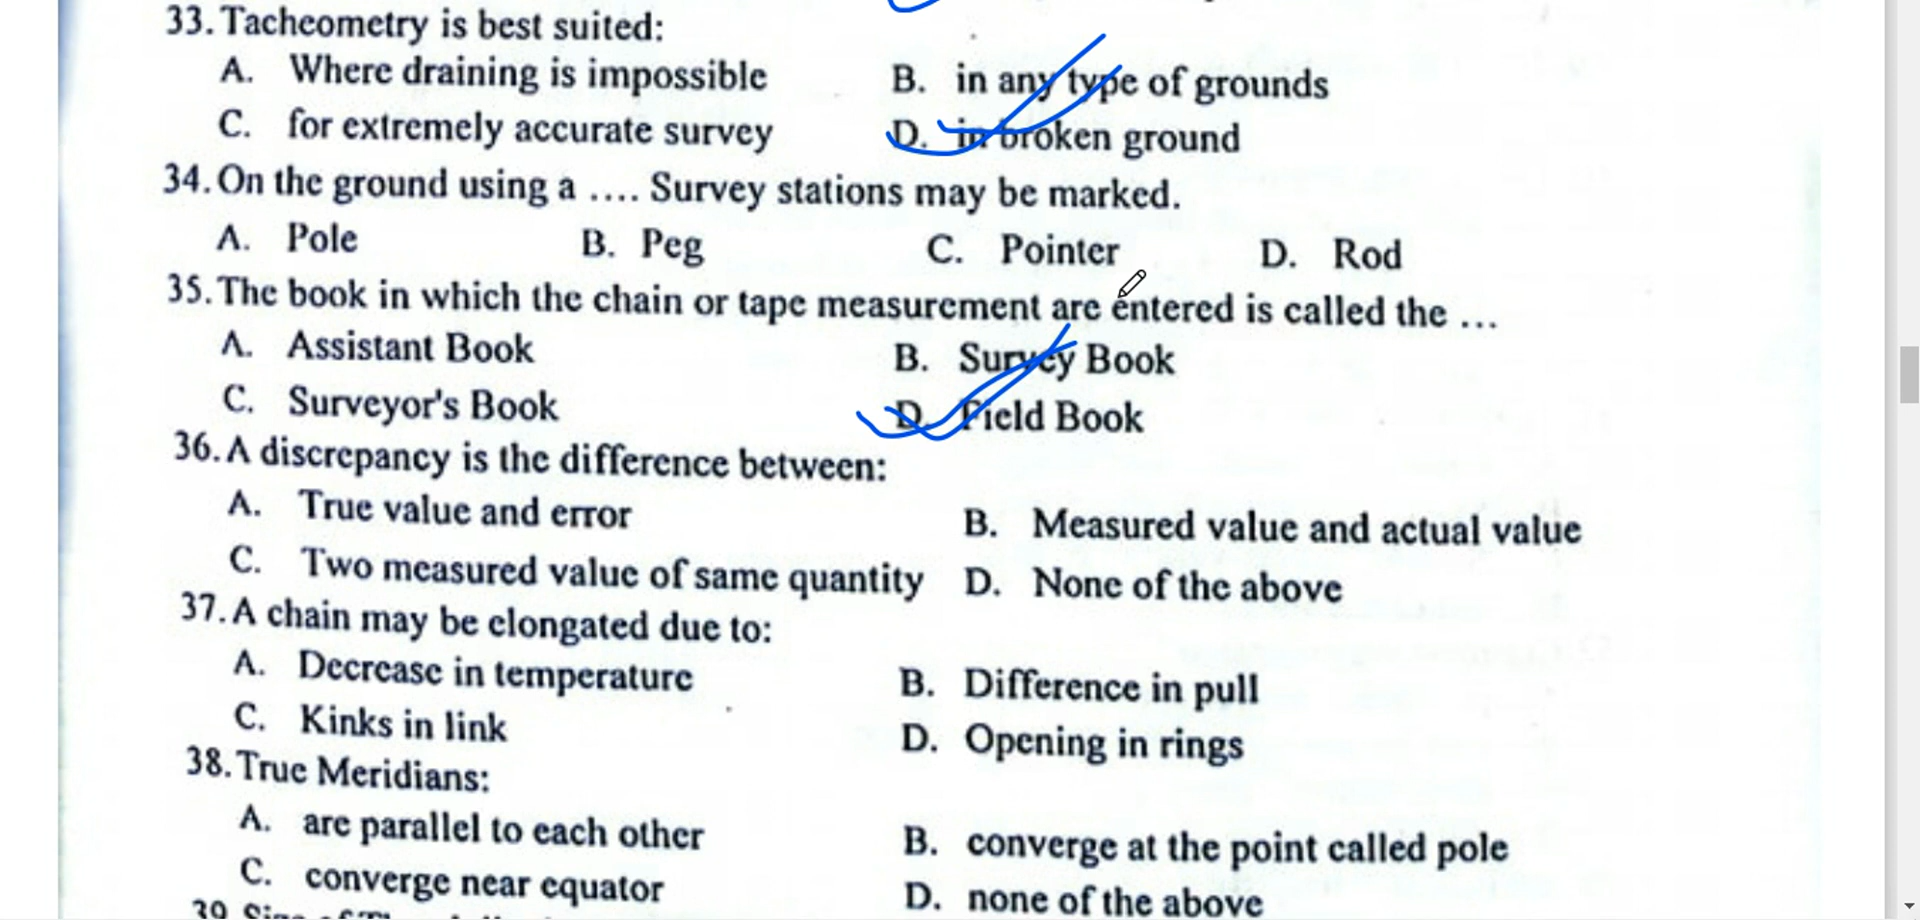 33. Tacheometry is best suited:
A. Where draining is impossible B. in any type of grounds
C. for extremely accurate survey D. in broken ground
34. On the ground using a .... Survey stations may be marked.
A. Pole B. Peg C. Pointer D. Rod
35. The book in which the chain or tape measurement are entered is called the ...
A. Assistant Book B. Survey Book
C. Surveyor's Book D. Field Book
36. A discrepancy is the difference between:
A. True value and error B. Measured value and actual value
C. Two measured value of same quantity D. None of the above
37. A chain may be elongated due to:
A. Decrease in temperature B. Difference in pull
C. Kinks in link D. Opening in rings
38. True Meridians:
A. are parallel to each other B. converge at the point called pole
C. converge near equator D. none of the above
39